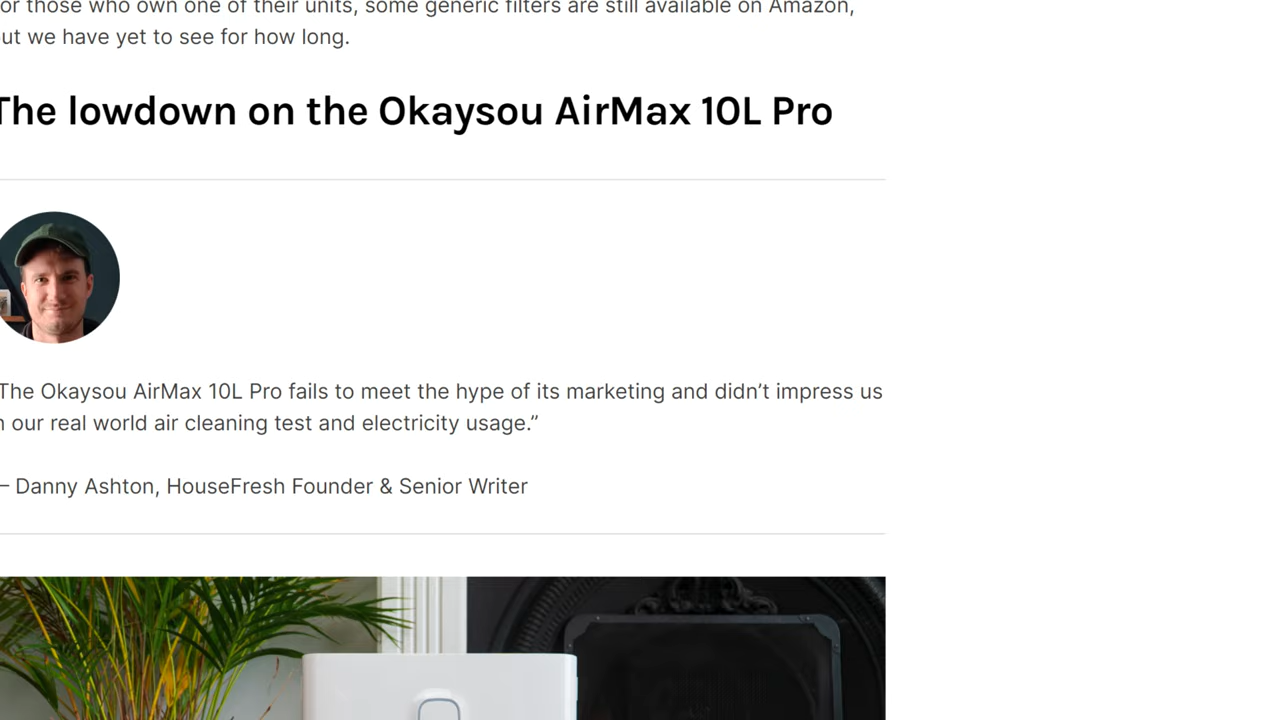 or those who own one of their units, some generic filters are still available on Amazon,
ut we have yet to see for how long.
The lowdown on the Okaysou AirMax 10L Pro
The Okaysou AirMax 10L Pro fails to meet the hype of its marketing and didn’t impress us
n our real world air cleaning test and electricity usage.”
– Danny Ashton, HouseFresh Founder & Senior Writer